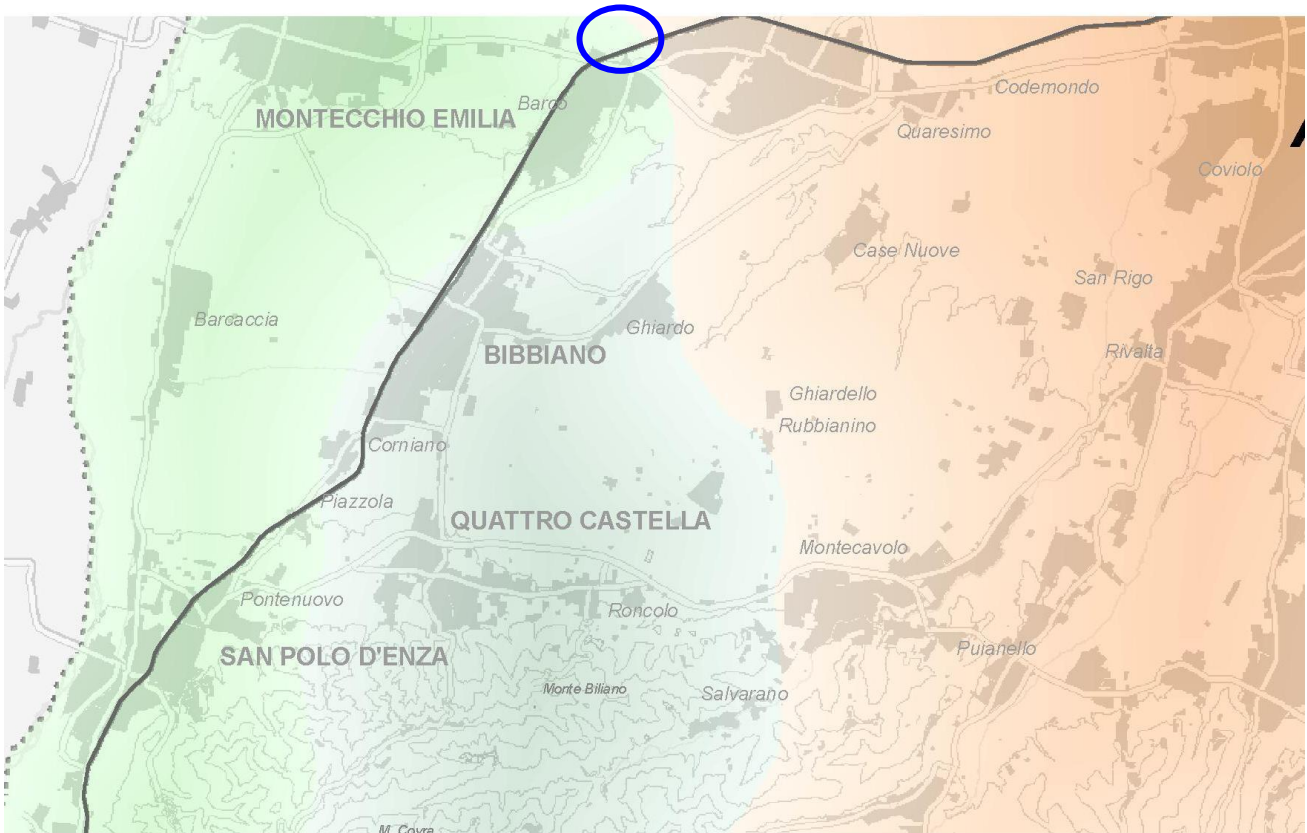 Codemondo
Barco
MONTECCHIO EMILIA
Quaresimo
A
Coviolo
Case Nuove
San Rigo
Barcaccia
Ghiardo
BIBBIANO
Rivalta
Ghiardello
Rubbianino
Corniano
Piazzola
QUATTRO CASTELLA
Montecavolo
Pontenuovo
Roncolo
SAN POLO D'ENZA
Puianello
Monte Biliano
Salvarano